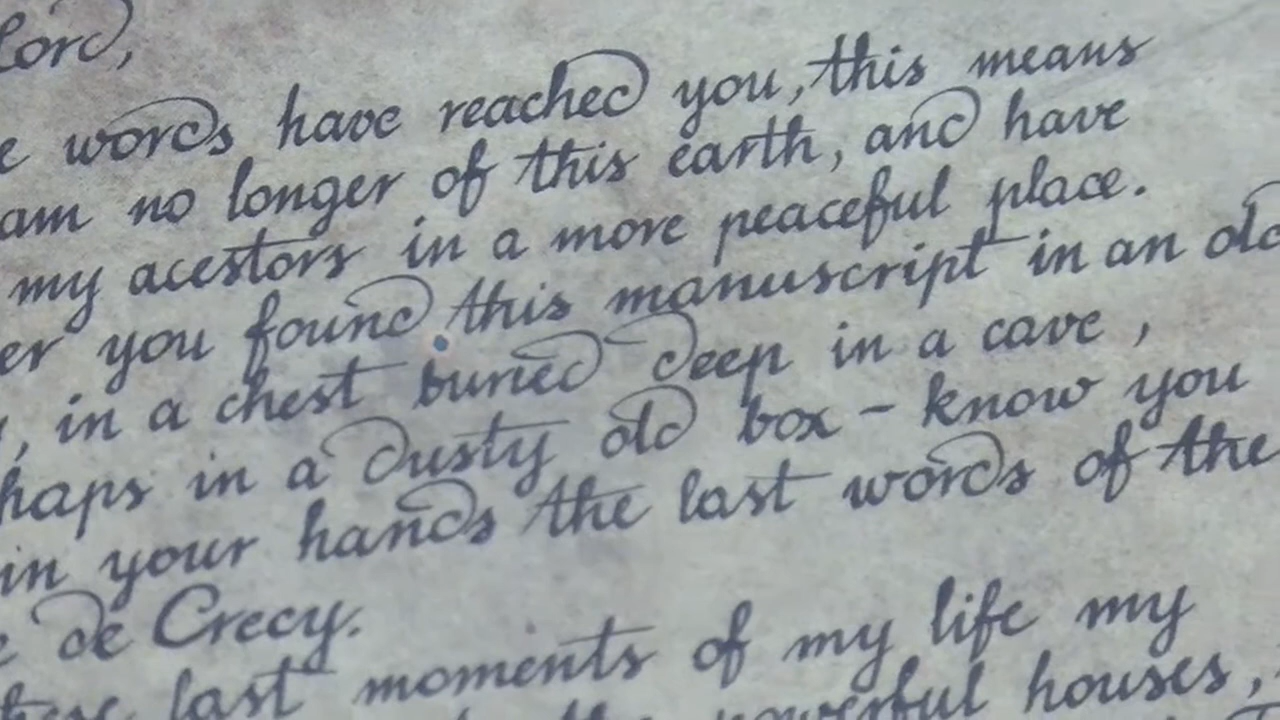 lord,
e words have reached you, this means
am no longer of this earth, and have
my acestors in a more peaceful place.
er you found this manuscript in an old
, in a chest buried deep in a cave ,
haps in a dusty old box - know you
in your hands the last words of the
e de Crecy.
hese last moments of my life my
the powerful houses,